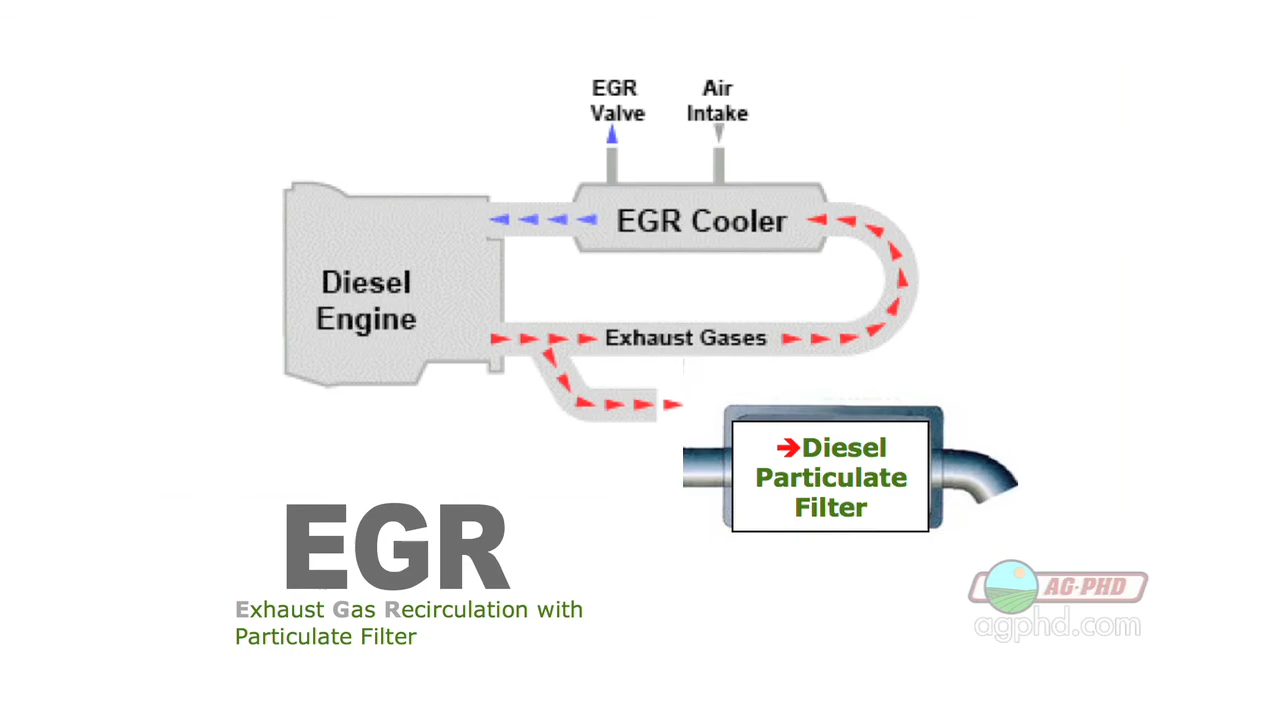 EGR
Valve
Air
Intake
EGR Cooler
Diesel
Engine
Exhaust Gases
➔Diesel
Particulate
Filter
EGR
Exhaust Gas Recirculation with
Particulate Filter
AG·PHD
agphd.com